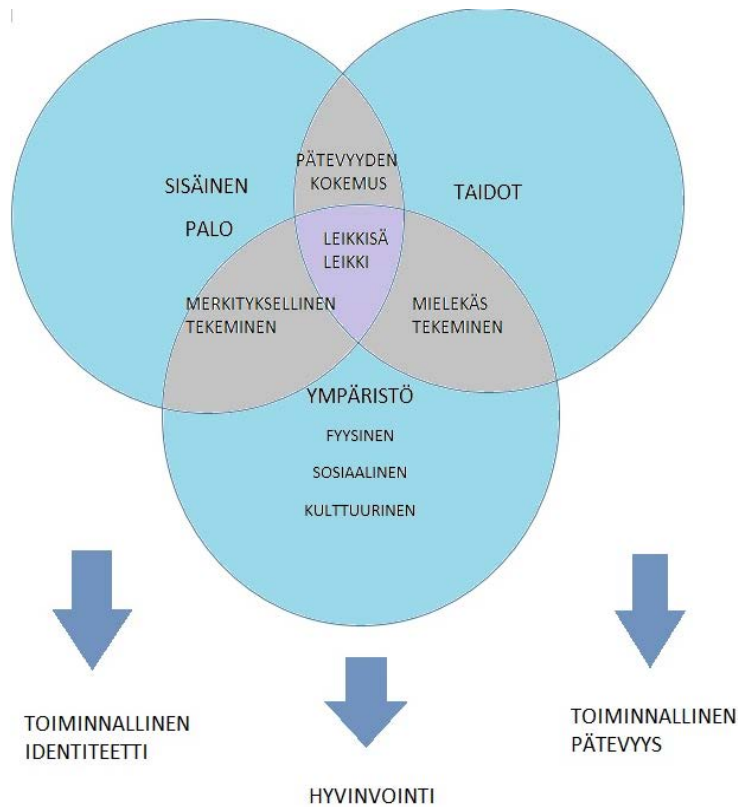 PÄTEVYYDEN
KOKEMUS
SISÄINEN
PALO
TAIDOT
LEIKKISÄ
LEIKKI
MERKITYKSELLINEN
TEKEMINEN
MIELEKÄS
TEKEMINEN
YMPÄRISTÖ
FYYSINEN
SOSIAALINEN
KULTTUURINEN
TOIMINNALLINEN
IDENTITEETTI
TOIMINNALLINEN
PÄTEVYYS
HYVINVOINTI